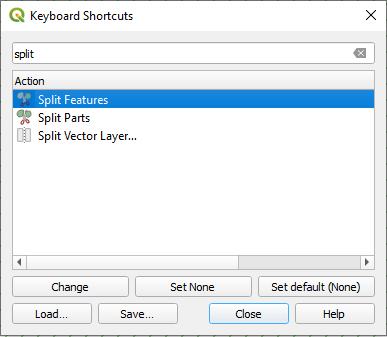 Keyboard Shortcuts
split
Action
Split Features
Split Parts
Split Vector Layer...
Change Set None Set default (None)
Load... Save... Close Help